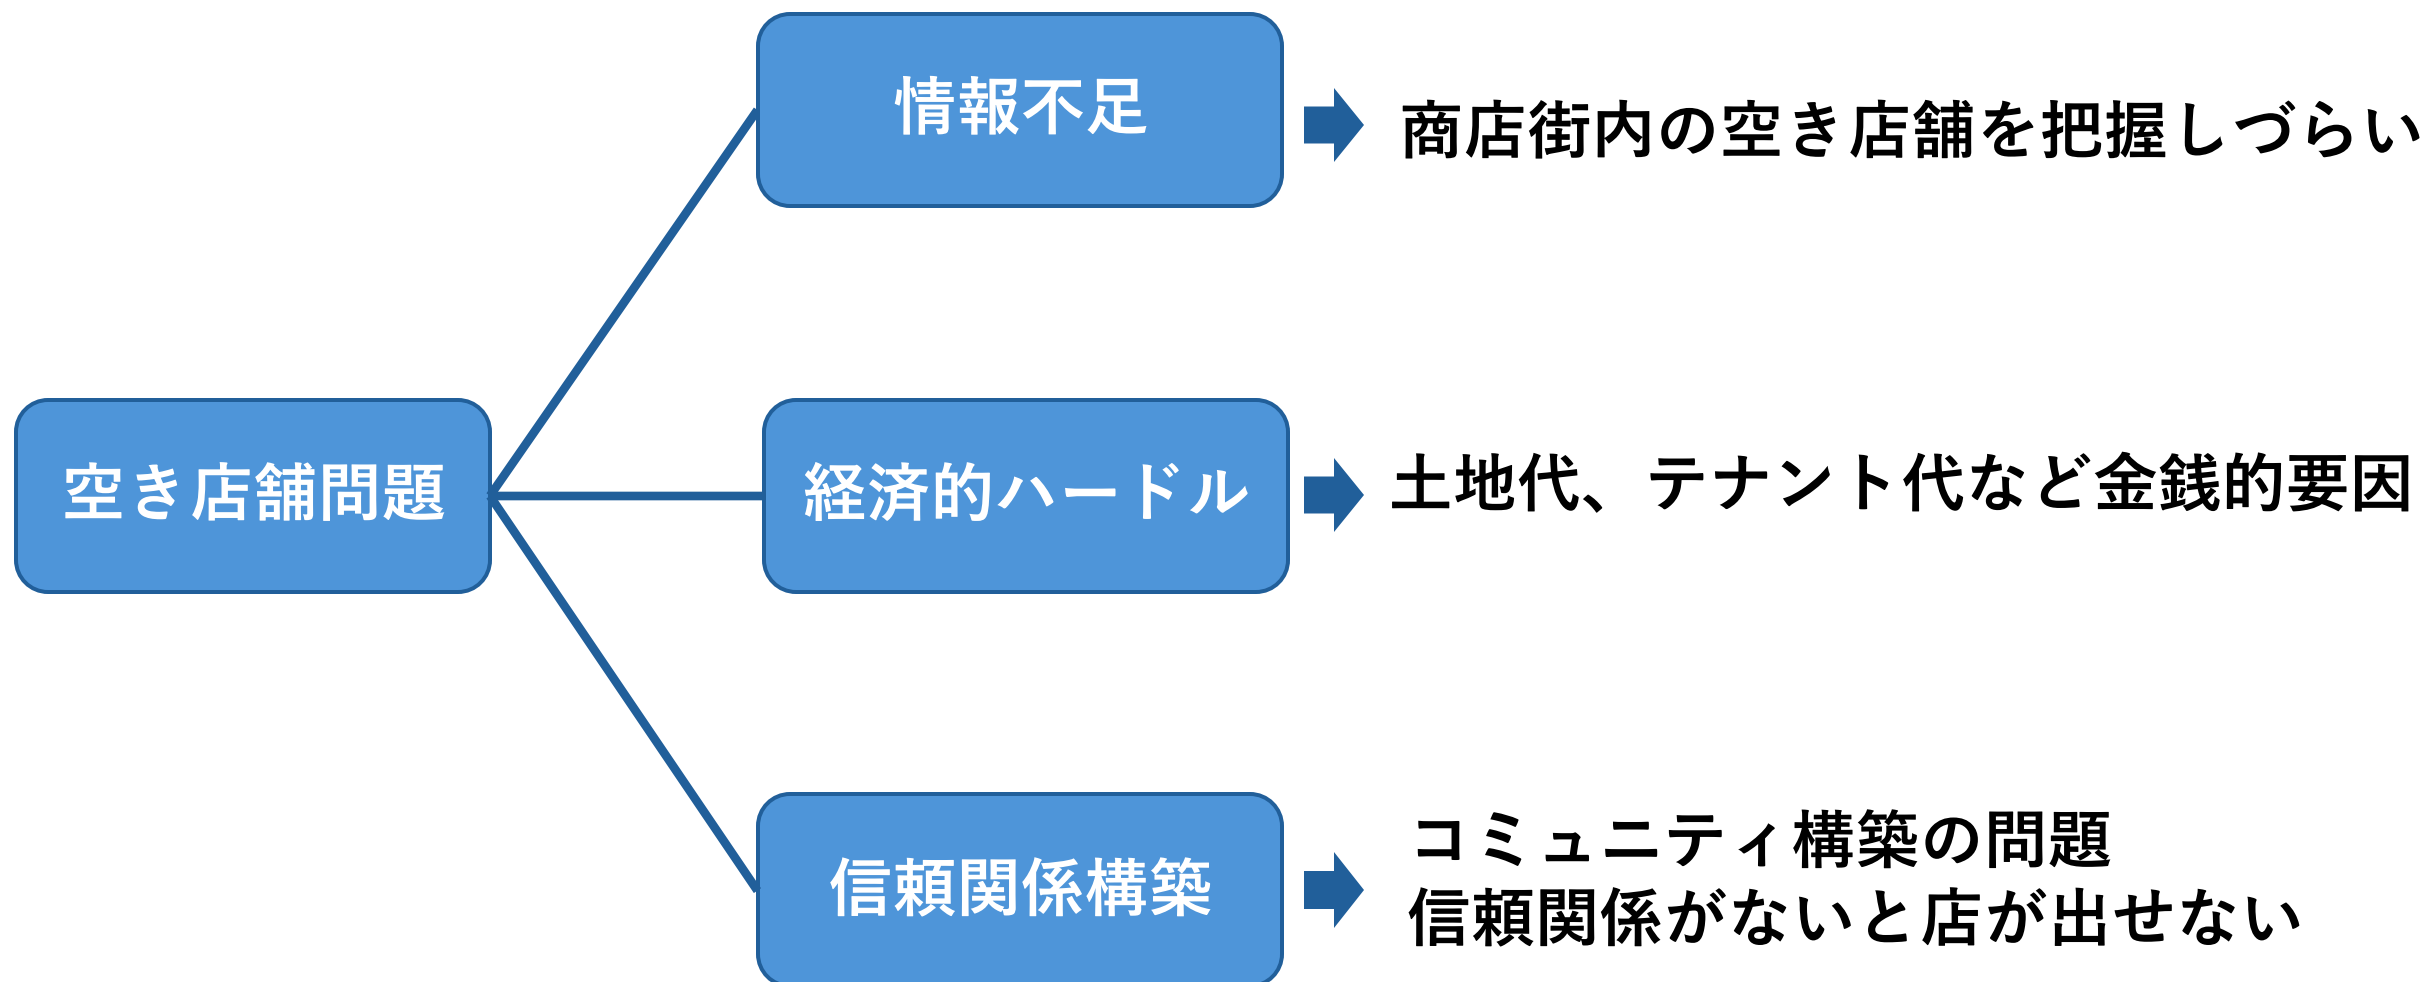 情報不足
商店街内の空き店舗を把握しづらい
空き店舗問題
経済的ハードル
土地代、テナント代など金銭的要因
信頼関係構築
コミュニティ構築の問題
信頼関係がないと店が出せない